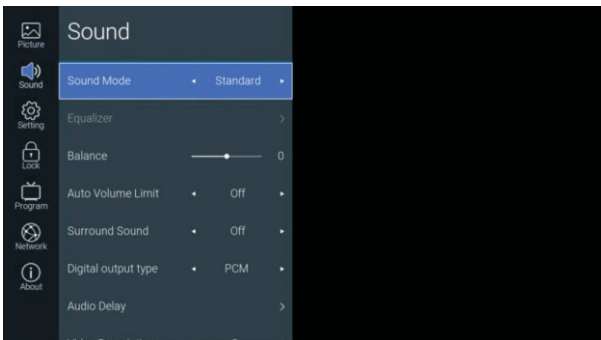 Picture
Sound
Setting
Lock
Program
Network
About
Sound
Sound Mode Standard
Equalizer
Balance 0
Auto Volume Limit Off
Surround Sound Off
Digital output type PCM
Audio Delay